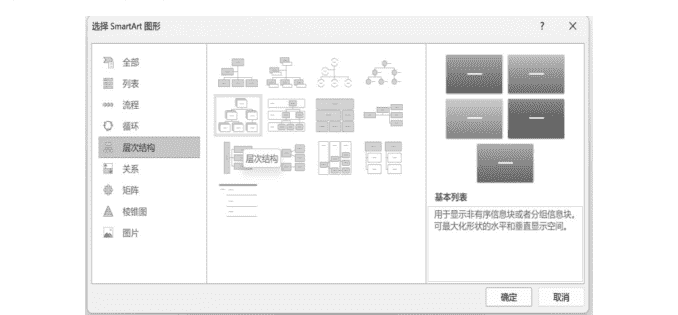 选择 SmartArt 图形
?
×
全部
列表
流程
循环
层次结构
关系
矩阵
棱锥图
图片
层次结构
基本列表
用于显示非有序信息块或者分组信息块。
可最大化形状的水平和垂直显示空间。
确定
取消